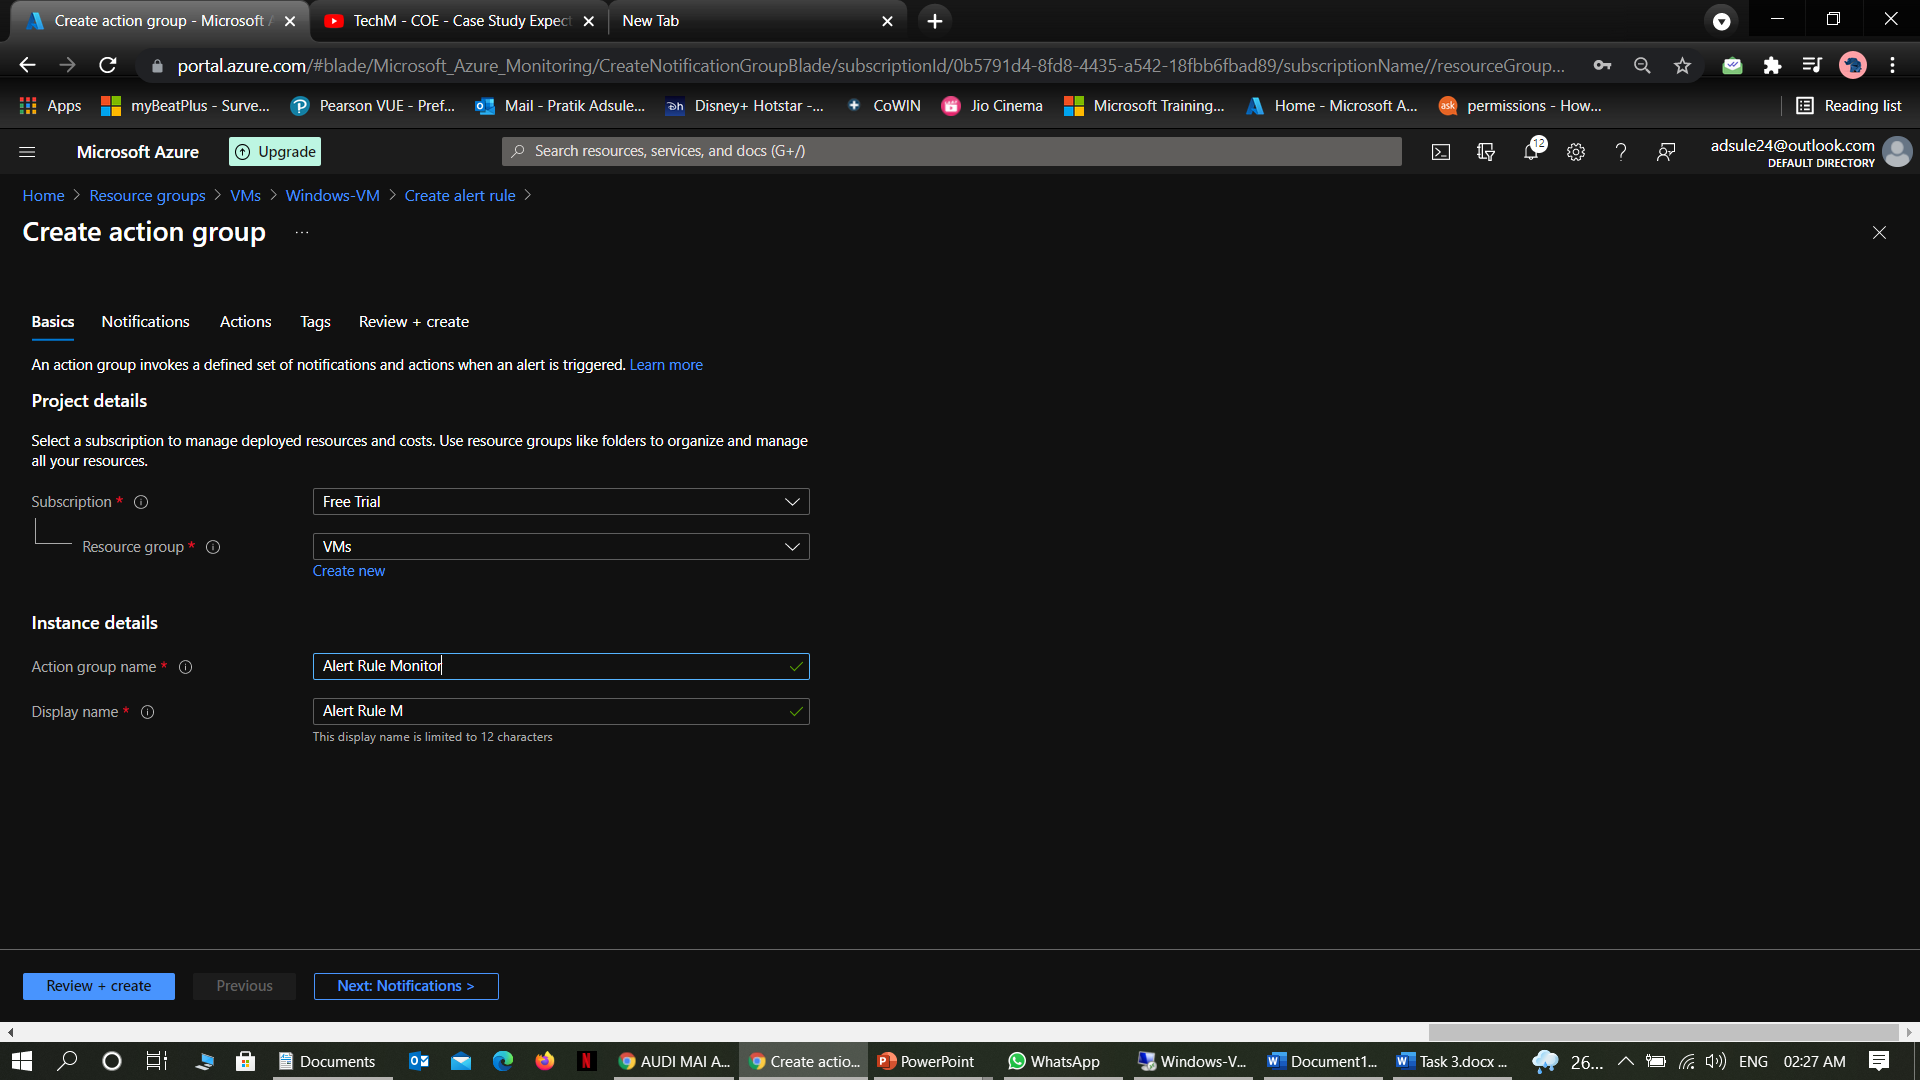 Create action group - Microsoft A
TechM - COE - Case Study Expect
New Tab
portal.azure.com/#blade/Microsoft_Azure_Monitoring/CreateNotificationGroupBlade/subscriptionId/0b5791d4-8fd8-4435-a542-18fbb6fbad89/subscriptionName//resourceGroup...
Apps
myBeatPlus - Surve...
Pearson VUE - Pref...
Mail - Pratik Adsule...
Disney+ Hotstar -...
CoWIN
Jio Cinema
Microsoft Training...
Home - Microsoft A...
ask
permissions - How...
Reading list
Microsoft Azure
Upgrade
Search resources, services, and docs (G+/)
12
adsule24@outlook.com
DEFAULT DIRECTORY
Home > Resource groups > VMs > Windows-VM > Create alert rule >
Create action group ...
Basics
Notifications
Actions
Tags
Review + create
An action group invokes a defined set of notifications and actions when an alert is triggered. Learn more
Project details
Select a subscription to manage deployed resources and costs. Use resource groups like folders to organize and manage
all your resources.
Subscription *
Free Trial
Resource group *
VMs
Create new
Instance details
Action group name *
Alert Rule Monitor
Display name *
Alert Rule M
This display name is limited to 12 characters
Review + create
Previous
Next: Notifications >
Documents
AUDI MAI A...
Create actio...
PowerPoint
WhatsApp
Windows-V...
Document1...
Task 3.docx ...
26...
ENG
02:27 AM